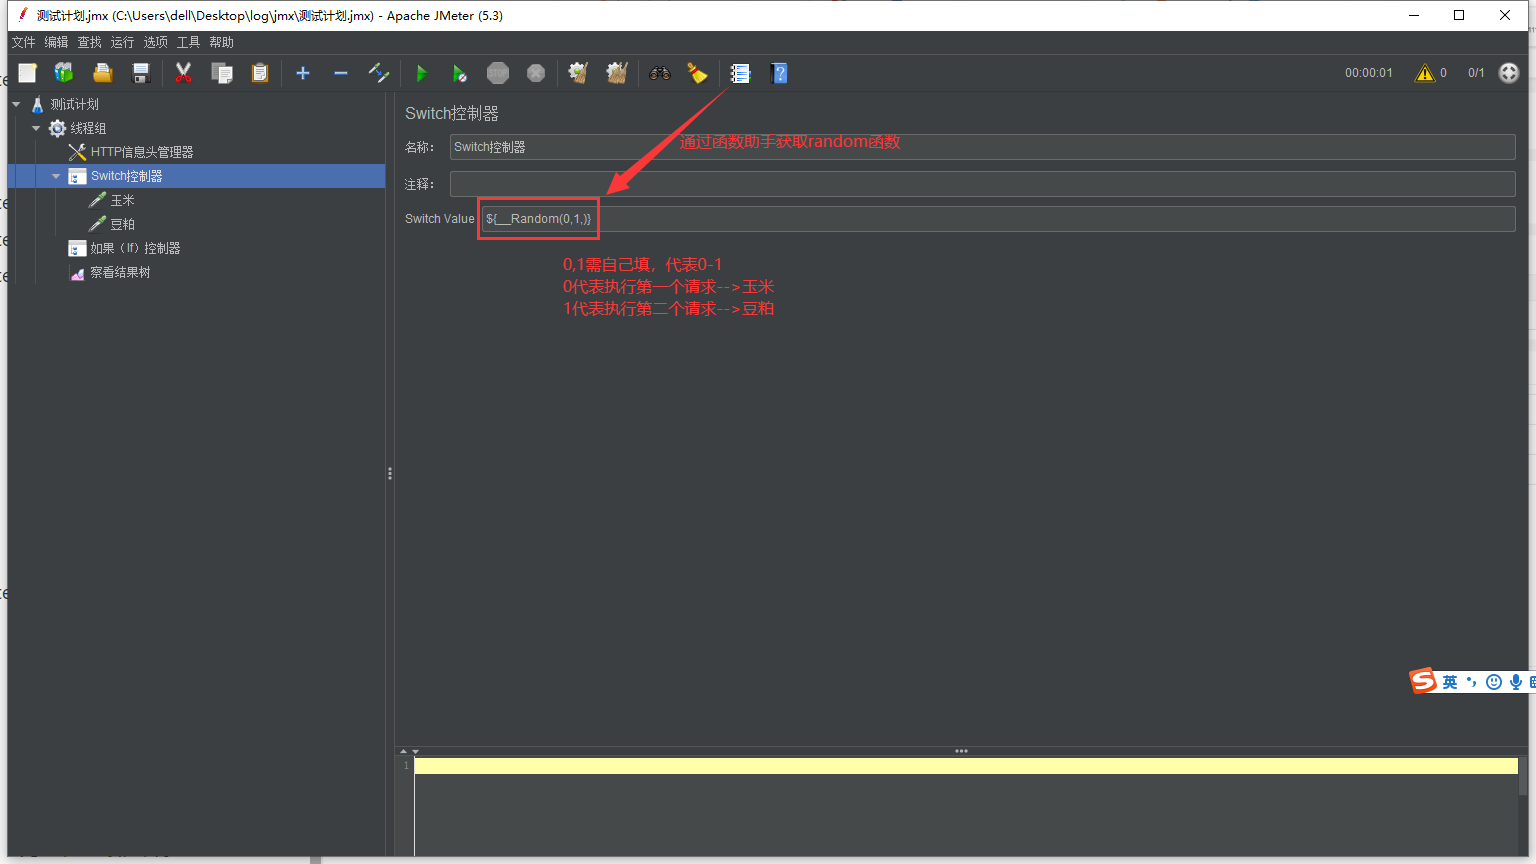 测试计划.jmx (C:\Users\dell\Desktop\log\jmx\测试计划.jmx) - Apache JMeter (5.3)
文件 编辑 查找 运行 选项 工具 帮助
STOP
00:00:01 0 0/1
测试计划
线程组
HTTP信息头管理器
Switch控制器
玉米
豆粕
如果（If）控制器
察看结果树
Switch控制器
名称： Switch控制器
通过函数助手获取random函数
注释：
Switch Value ${__Random(0,1,)}
0,1需自己填，代表0-1
0代表执行第一个请求-->玉米
1代表执行第二个请求-->豆粕
英
1